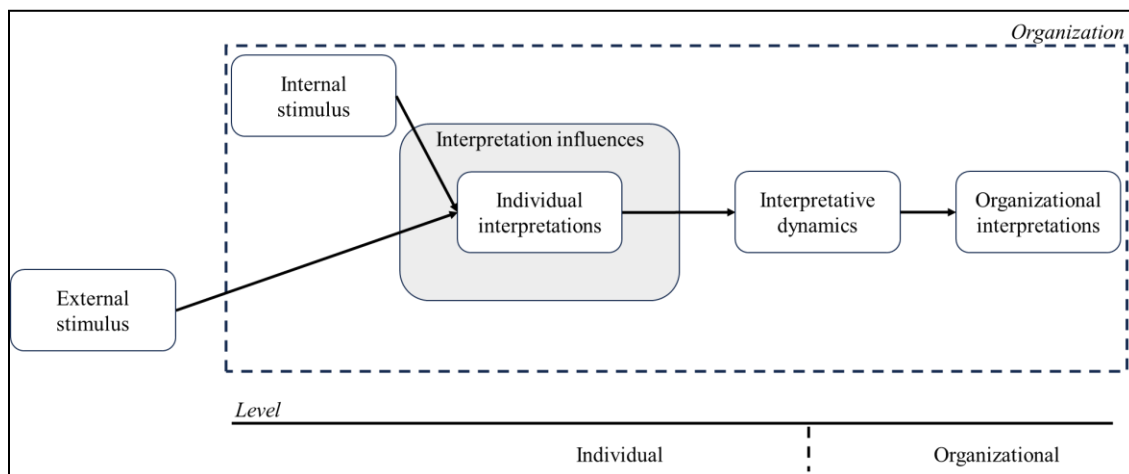 Organization
Internal
stimulus
Interpretation influences
Individual
interpretations
Interpretative
dynamics
Organizational
interpretations
External
stimulus
Level
Individual
Organizational